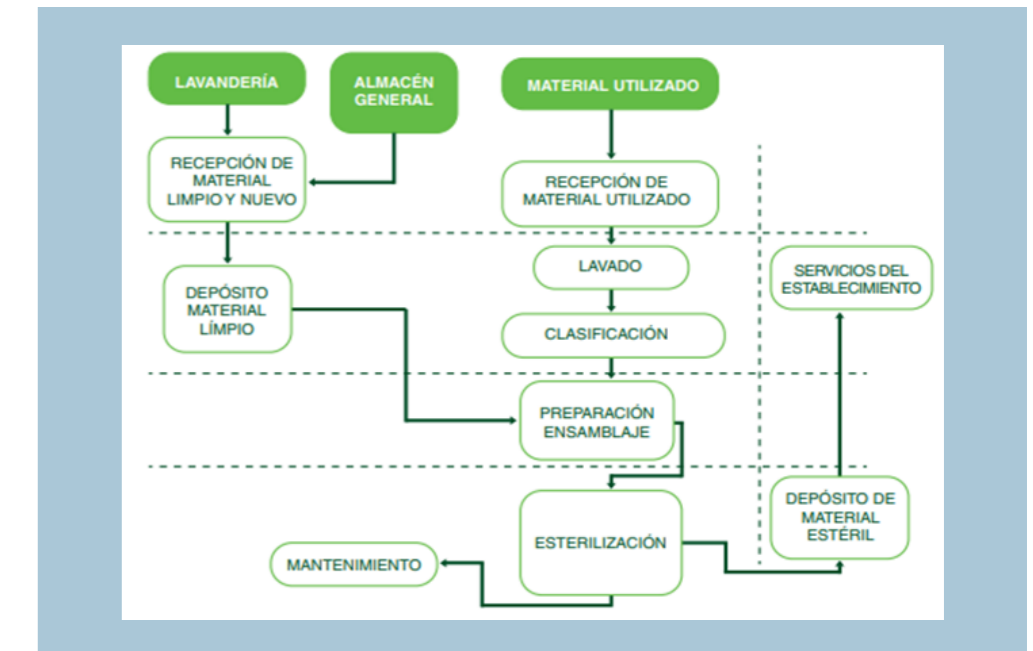 LAVANDERÍA
ALMACÉN
GENERAL
MATERIAL UTILIZADO
RECEPCIÓN DE
MATERIAL
LIMPIO Y NUEVO
RECEPCIÓN DE
MATERIAL UTILIZADO
LAVADO
SERVICIOS DEL
ESTABLECIMIENTO
DEPÓSITO
MATERIAL
LÍMPIO
CLASIFICACIÓN
PREPARACIÓN
ENSAMBLAJE
DEPÓSITO DE
MATERIAL
ESTÉRIL
ESTERILIZACIÓN
MANTENIMIENTO